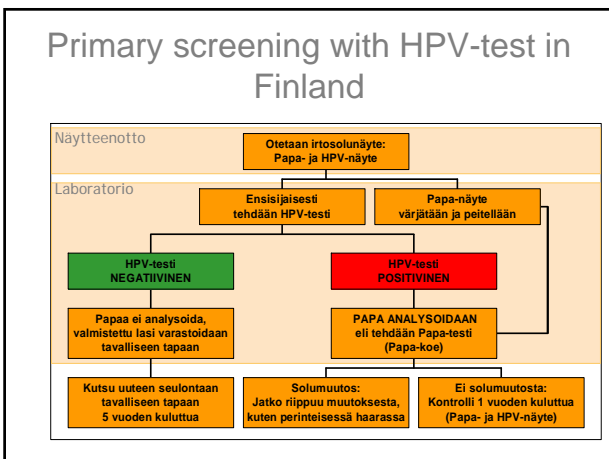 Primary screening with HPV-test in
Finland
Näytteenotto
Otetaan irtosolunäyte:
Papa- ja HPV-näyte
Laboratorio
Ensisijaisesti
tehdään HPV-testi
Papa-näyte
värjätään ja peitellään
HPV-testi
NEGATIIVINEN
HPV-testi
POSITIVINEN
Papaa ei analysoida,
valmistettu lasi varastoidaan
tavalliseen tapaan
PAPA ANALYSOIDAAN
eli tehdään Papa-testi
(Papa-koe)
Kutsu uuteen seulontaan
tavalliseen tapaan
5 vuoden kuluttua
Solumuutos:
Jatko riippuu muutoksesta,
kuten perinteisessä haarassa
Ei solumuutosta:
Kontrolli 1 vuoden kuluttua
(Papa- ja HPV-näyte)